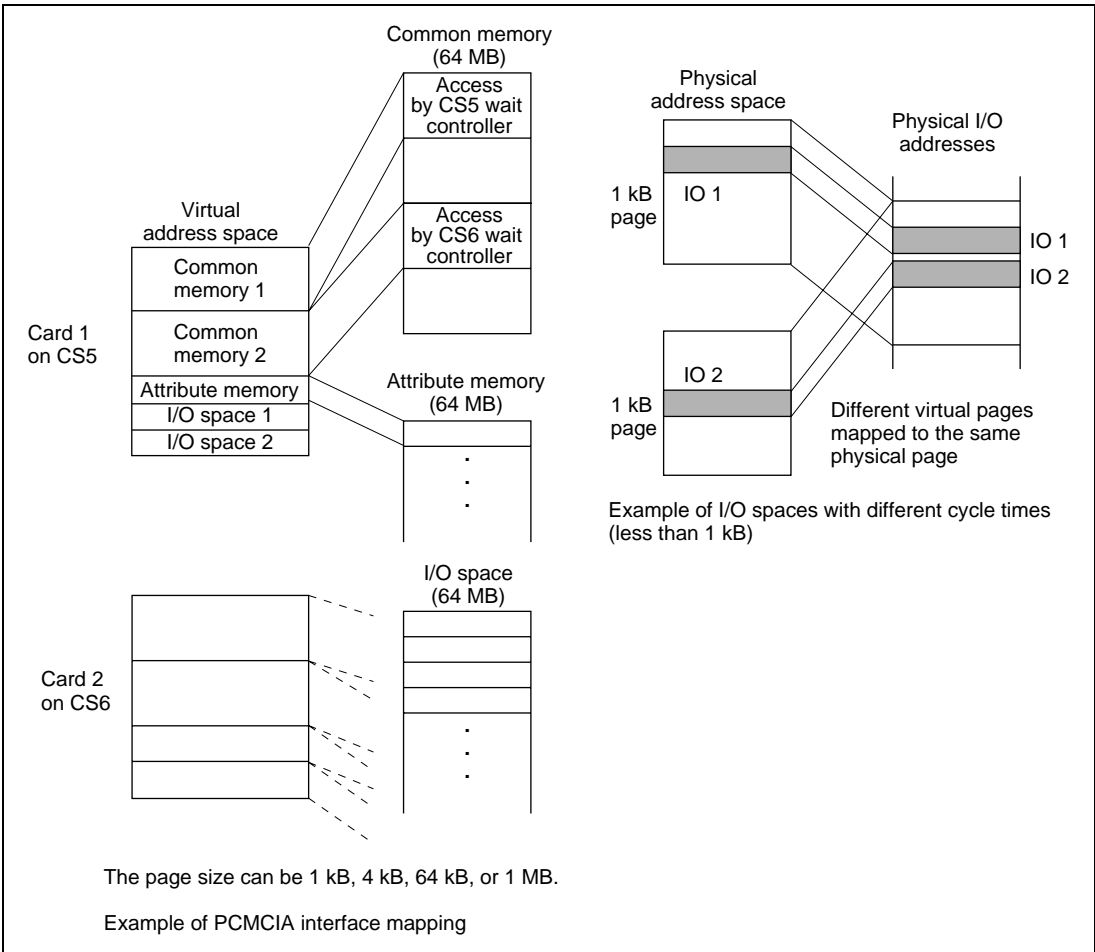 Common memory
(64 MB)
Access
by CS5 wait
controller
Access
by CS6 wait
controller
Virtual
address space
Common
memory 1
Common
memory 2
Attribute memory
I/O space 1
I/O space 2
Card 1
on CS5
Attribute memory
(64 MB)
.
.
.
I/O space
(64 MB)
.
.
.
Card 2
on CS6
The page size can be 1 kB, 4 kB, 64 kB, or 1 MB.
Example of PCMCIA interface mapping
Physical
address space
1 kB
page
IO 1
Physical I/O
addresses
IO 1
IO 2
IO 2
1 kB
page
Different virtual pages
mapped to the same
physical page
Example of I/O spaces with different cycle times
(less than 1 kB)